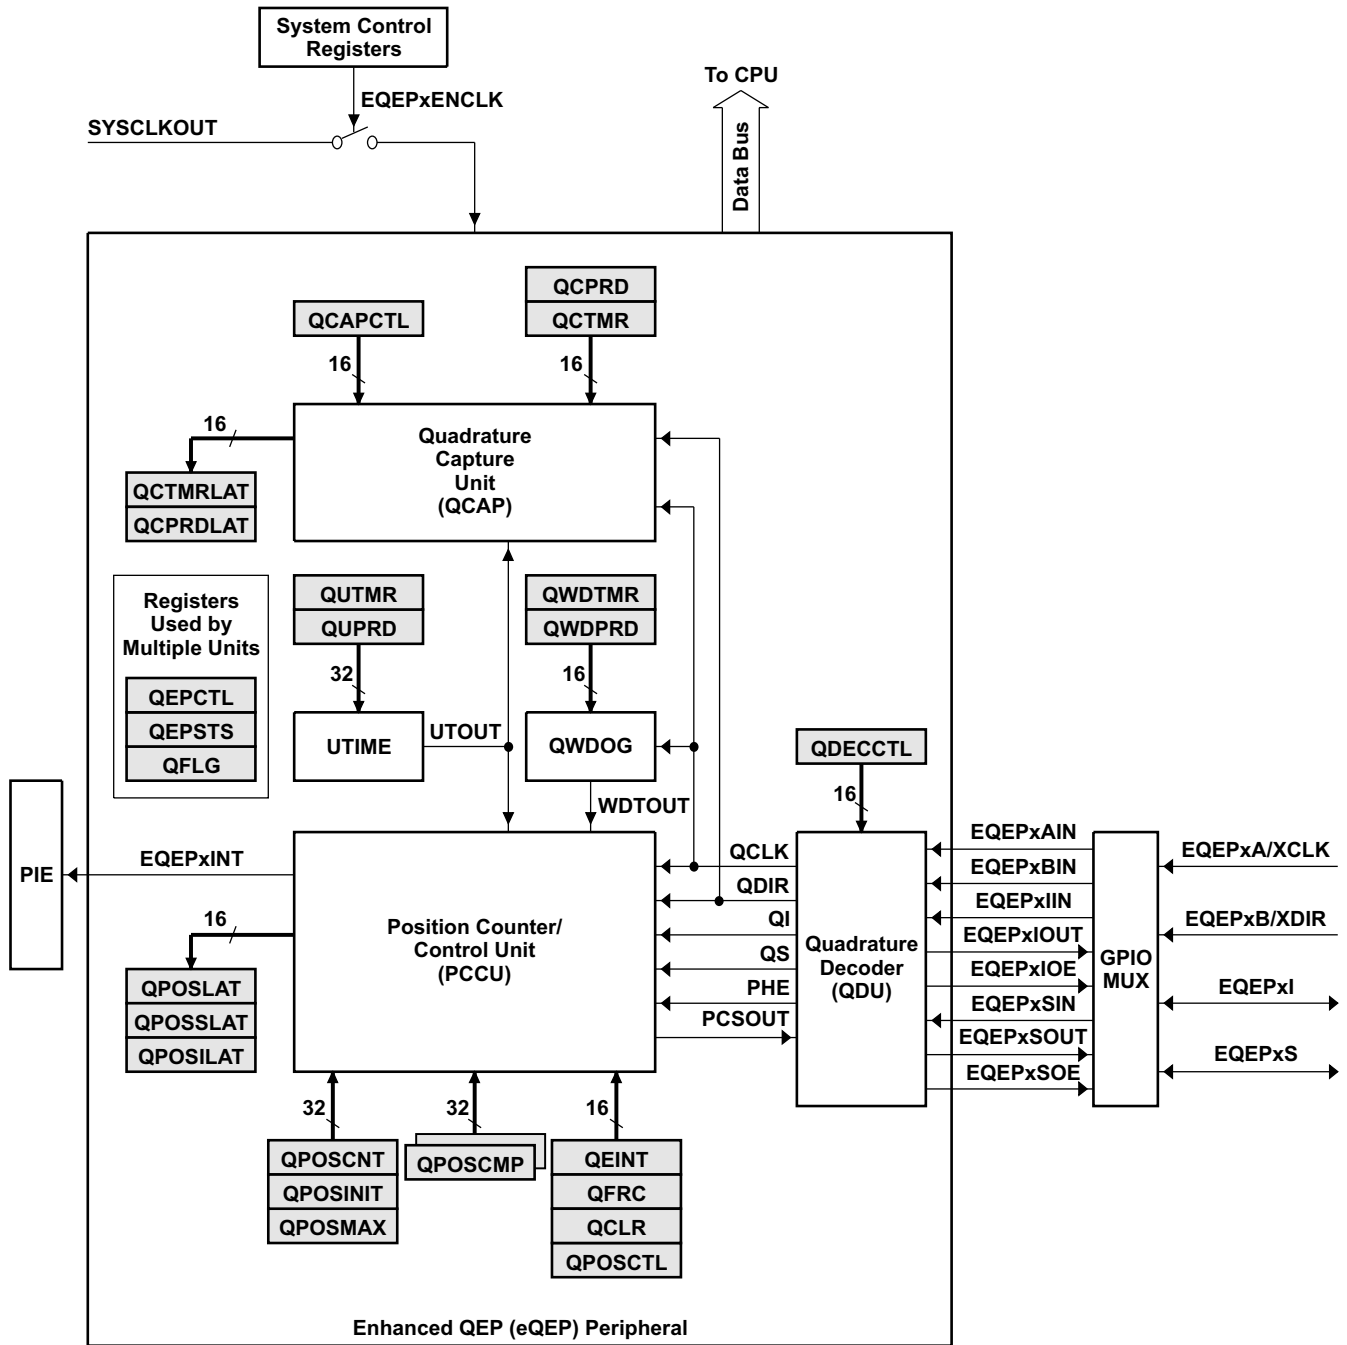 System Control
Registers
To CPU
EQEPxENCLK
SYSCLKOUT
Data Bus
QCPRD
QCAPCTL
QCTMR
16
16
16
Quadrature
Capture
Unit
(QCAP)
QCTMRLAT
QCPRDLAT
Registers
Used by
Multiple Units
QEPCTL
QEPSTS
QFLG
QUTMR
QUPRD
32
UTIME
UTOUT
QWDTMR
QWDPRD
16
QWDOG
WDTOUT
QDECCTL
16
PIE
EQEPxINT
16
QPOSLAT
QPOSSLAT
QPOSILAT
Position Counter/
Control Unit
(PCCU)
QCLK
QDIR
QI
QS
PHE
PCSOUT
Quadrature
Decoder
(QDU)
EQEPxAIN
EQEPxBIN
EQEPxIIN
EQEPxIOUT
EQEPxIOE
EQEPxSIN
EQEPxSOUT
EQEPxSOE
GPIO
MUX
EQEPxA/XCLK
EQEPxB/XDIR
EQEPxI
EQEPxS
32
32
16
QPOSCNT
QPOSINIT
QPOSMAX
QPOSCMP
QEINT
QFRC
QCLR
QPOSCTL
Enhanced QEP (eQEP) Peripheral